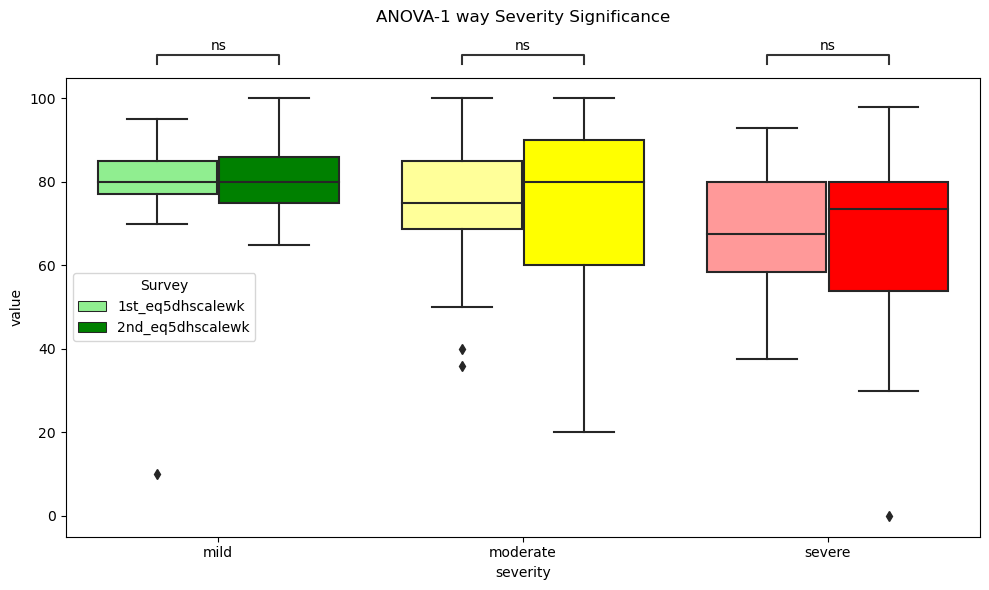 ANOVA-1 way Severity Significance
ns ns ns
100
80
60
40
20
0
value
Survey
1st_eq5dhscalewk
2nd_eq5dhscalewk
mild moderate severe
severity